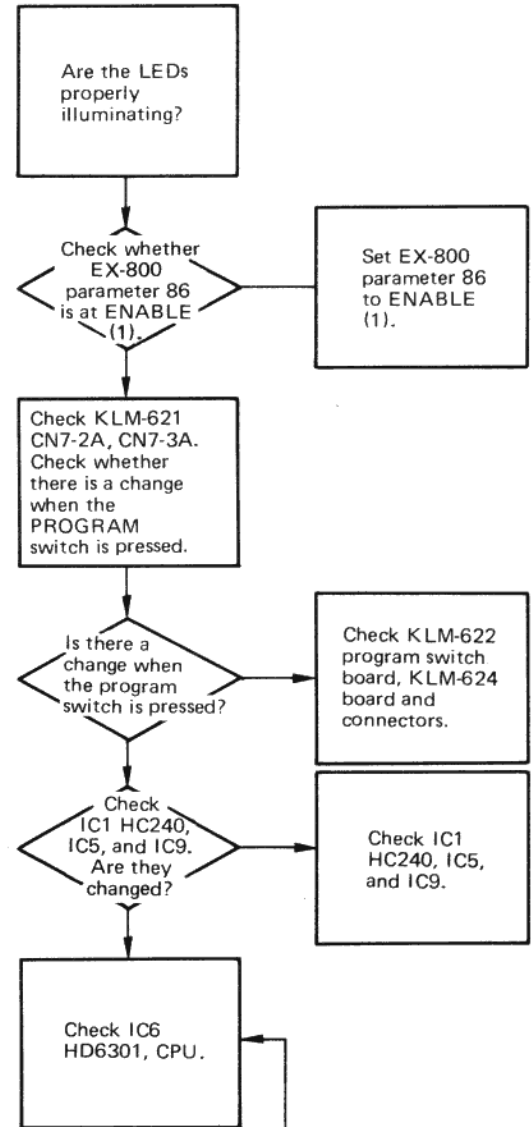 Are the LEDs
properly
illuminating?
Check whether
EX-800
parameter 86
is at ENABLE
(1).
Set EX-800
parameter 86
to ENABLE
(1).
Check KLM-621
CN7-2A, CN7-3A.
Check whether
there is a change
when the
PROGRAM
switch is pressed.
Is there a
change when
the program
switch is pressed?
Check KLM-622
program switch
board, KLM-624
board and
connectors.
Check
IC1 HC240,
IC5, and IC9.
Are they
changed?
Check IC1
HC240, IC5,
and IC9.
Check IC6
HD6301, CPU.